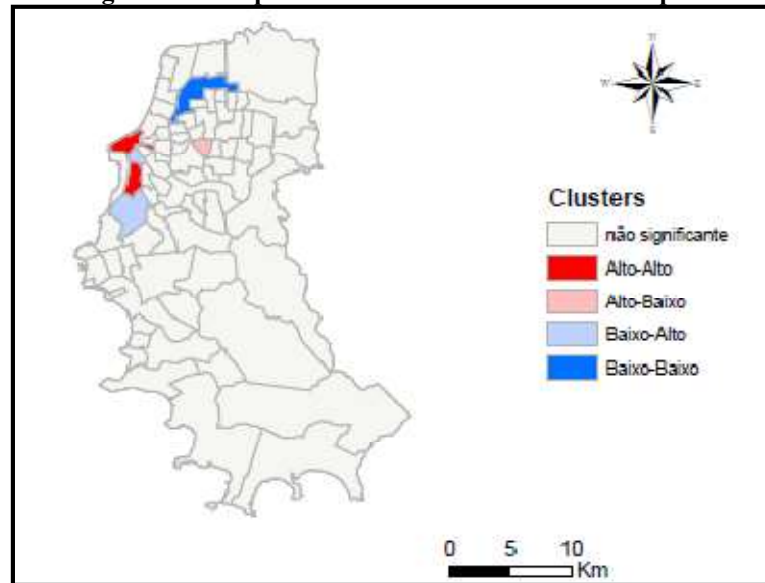 N
W E
S
Clusters
não significante
Alto-Alto
Alto-Baixo
Baixo-Alto
Baixo-Baixo
0 5 10
Km